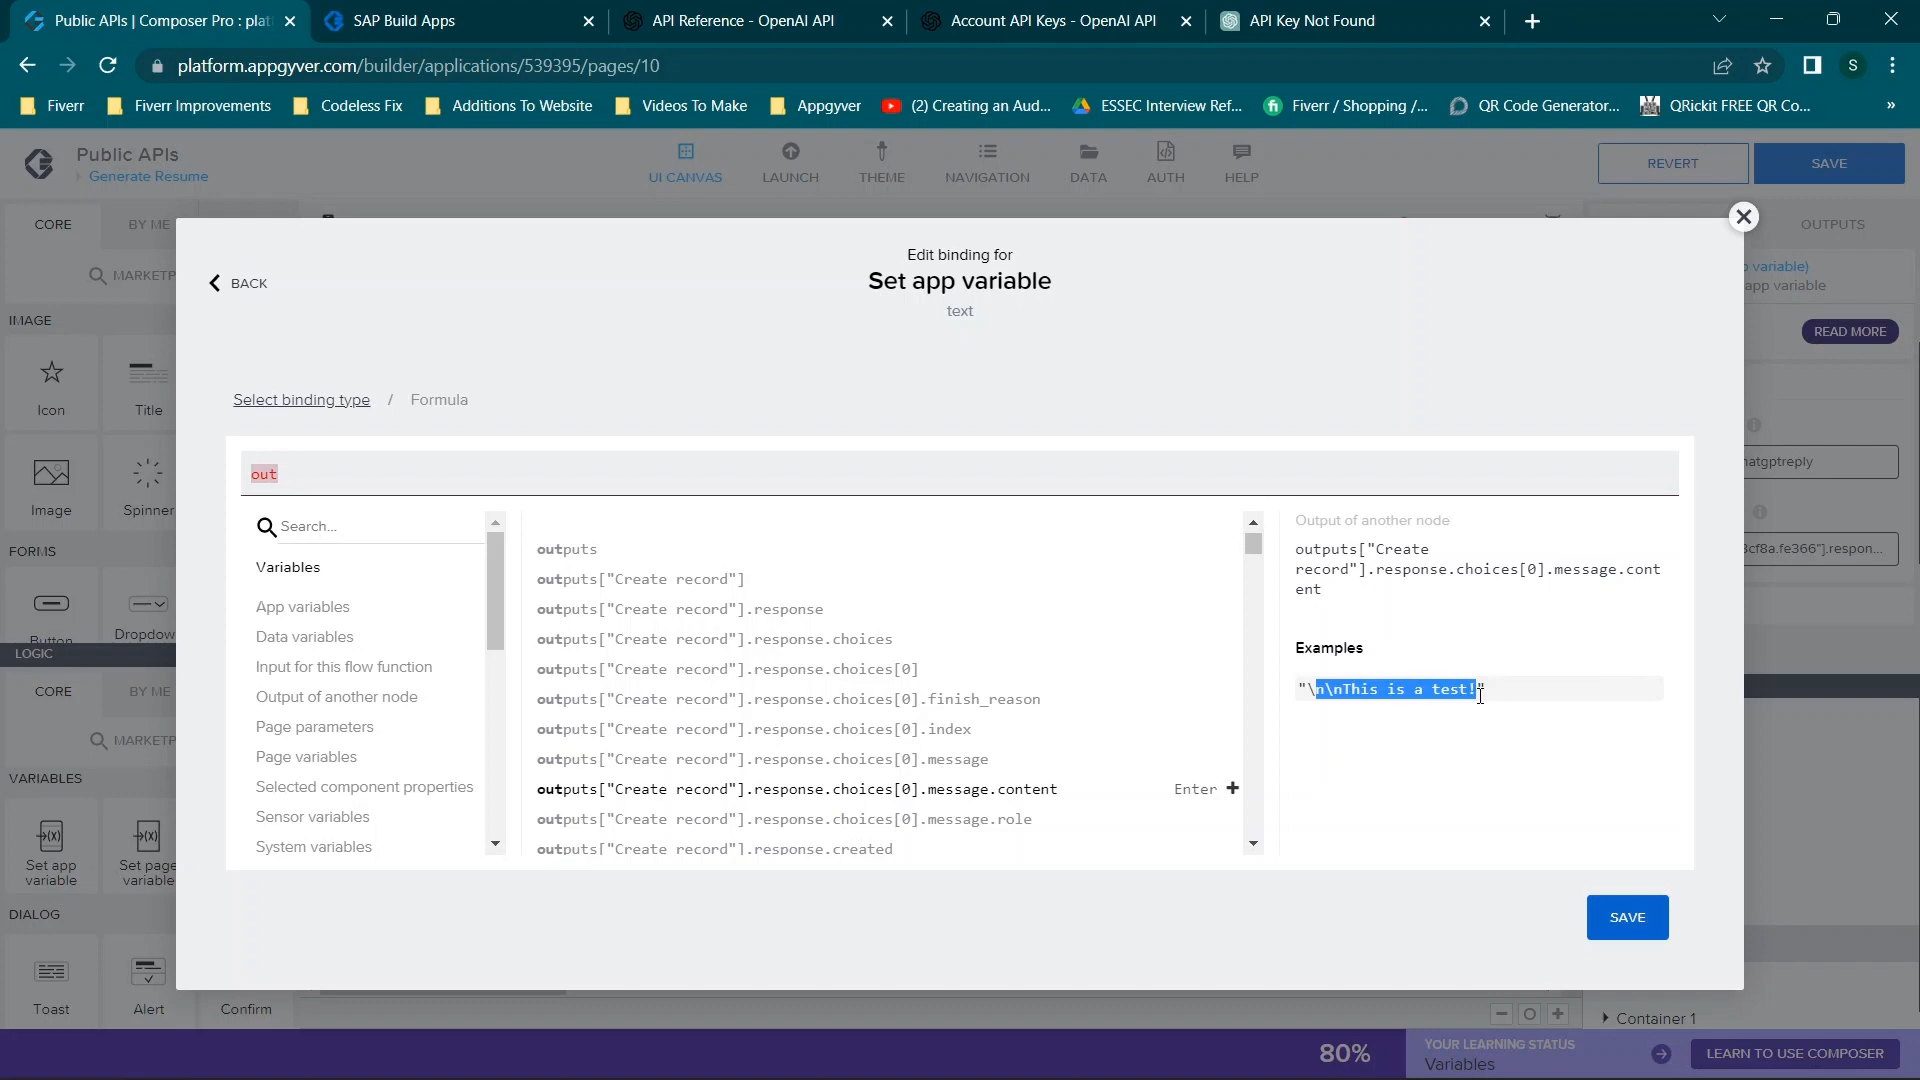 Public APIs | Composer Pro : plat
SAP Build Apps
API Reference - OpenAI API
Account API Keys - OpenAI API
API Key Not Found
platform.appgyver.com/builder/applications/539395/pages/10
S
Fiverr
Fiverr Improvements
Codeless Fix
Additions To Website
Videos To Make
Appgyver
(2) Creating an Aud...
ESSEC Interview Ref...
Fiverr / Shopping /...
QR Code Generator...
QRickit FREE QR Co...
»
Public APIs
Generate Resume
UI CANVAS
LAUNCH
THEME
NAVIGATION
DATA
AUTH
HELP
REVERT
SAVE
CORE
BY ME
OUTPUTS
MARKETP
variable)
app variable
READ MORE
IMAGE
Icon
Title
Image
Spinner
FORMS
Button
Dropdow
LOGIC
CORE
BY ME
MARKETP
VARIABLES
Set app variable
Set page variable
DIALOG
Toast
Alert
Confirm
atgptreply
3cf8a.fe366"].respon...
Edit binding for
BACK
Set app variable
text
Select binding type / Formula
out
Search...
Variables
App variables
Data variables
Input for this flow function
Output of another node
Page parameters
Page variables
Selected component properties
Sensor variables
System variables
outputs
outputs["Create record"]
outputs["Create record"].response
outputs["Create record"].response.choices
outputs["Create record"].response.choices[0]
outputs["Create record"].response.choices[0].finish_reason
outputs["Create record"].response.choices[0].index
outputs["Create record"].response.choices[0].message
outputs["Create record"].response.choices[0].message.content Enter +
outputs["Create record"].response.choices[0].message.role
outputs["Create record"].response.created
Output of another node
outputs["Create
record"].response.choices[0].message.cont
ent
Examples
"\n\nThis is a test!"
SAVE
Container 1
80%
YOUR LEARNING STATUS
Variables
LEARN TO USE COMPOSER